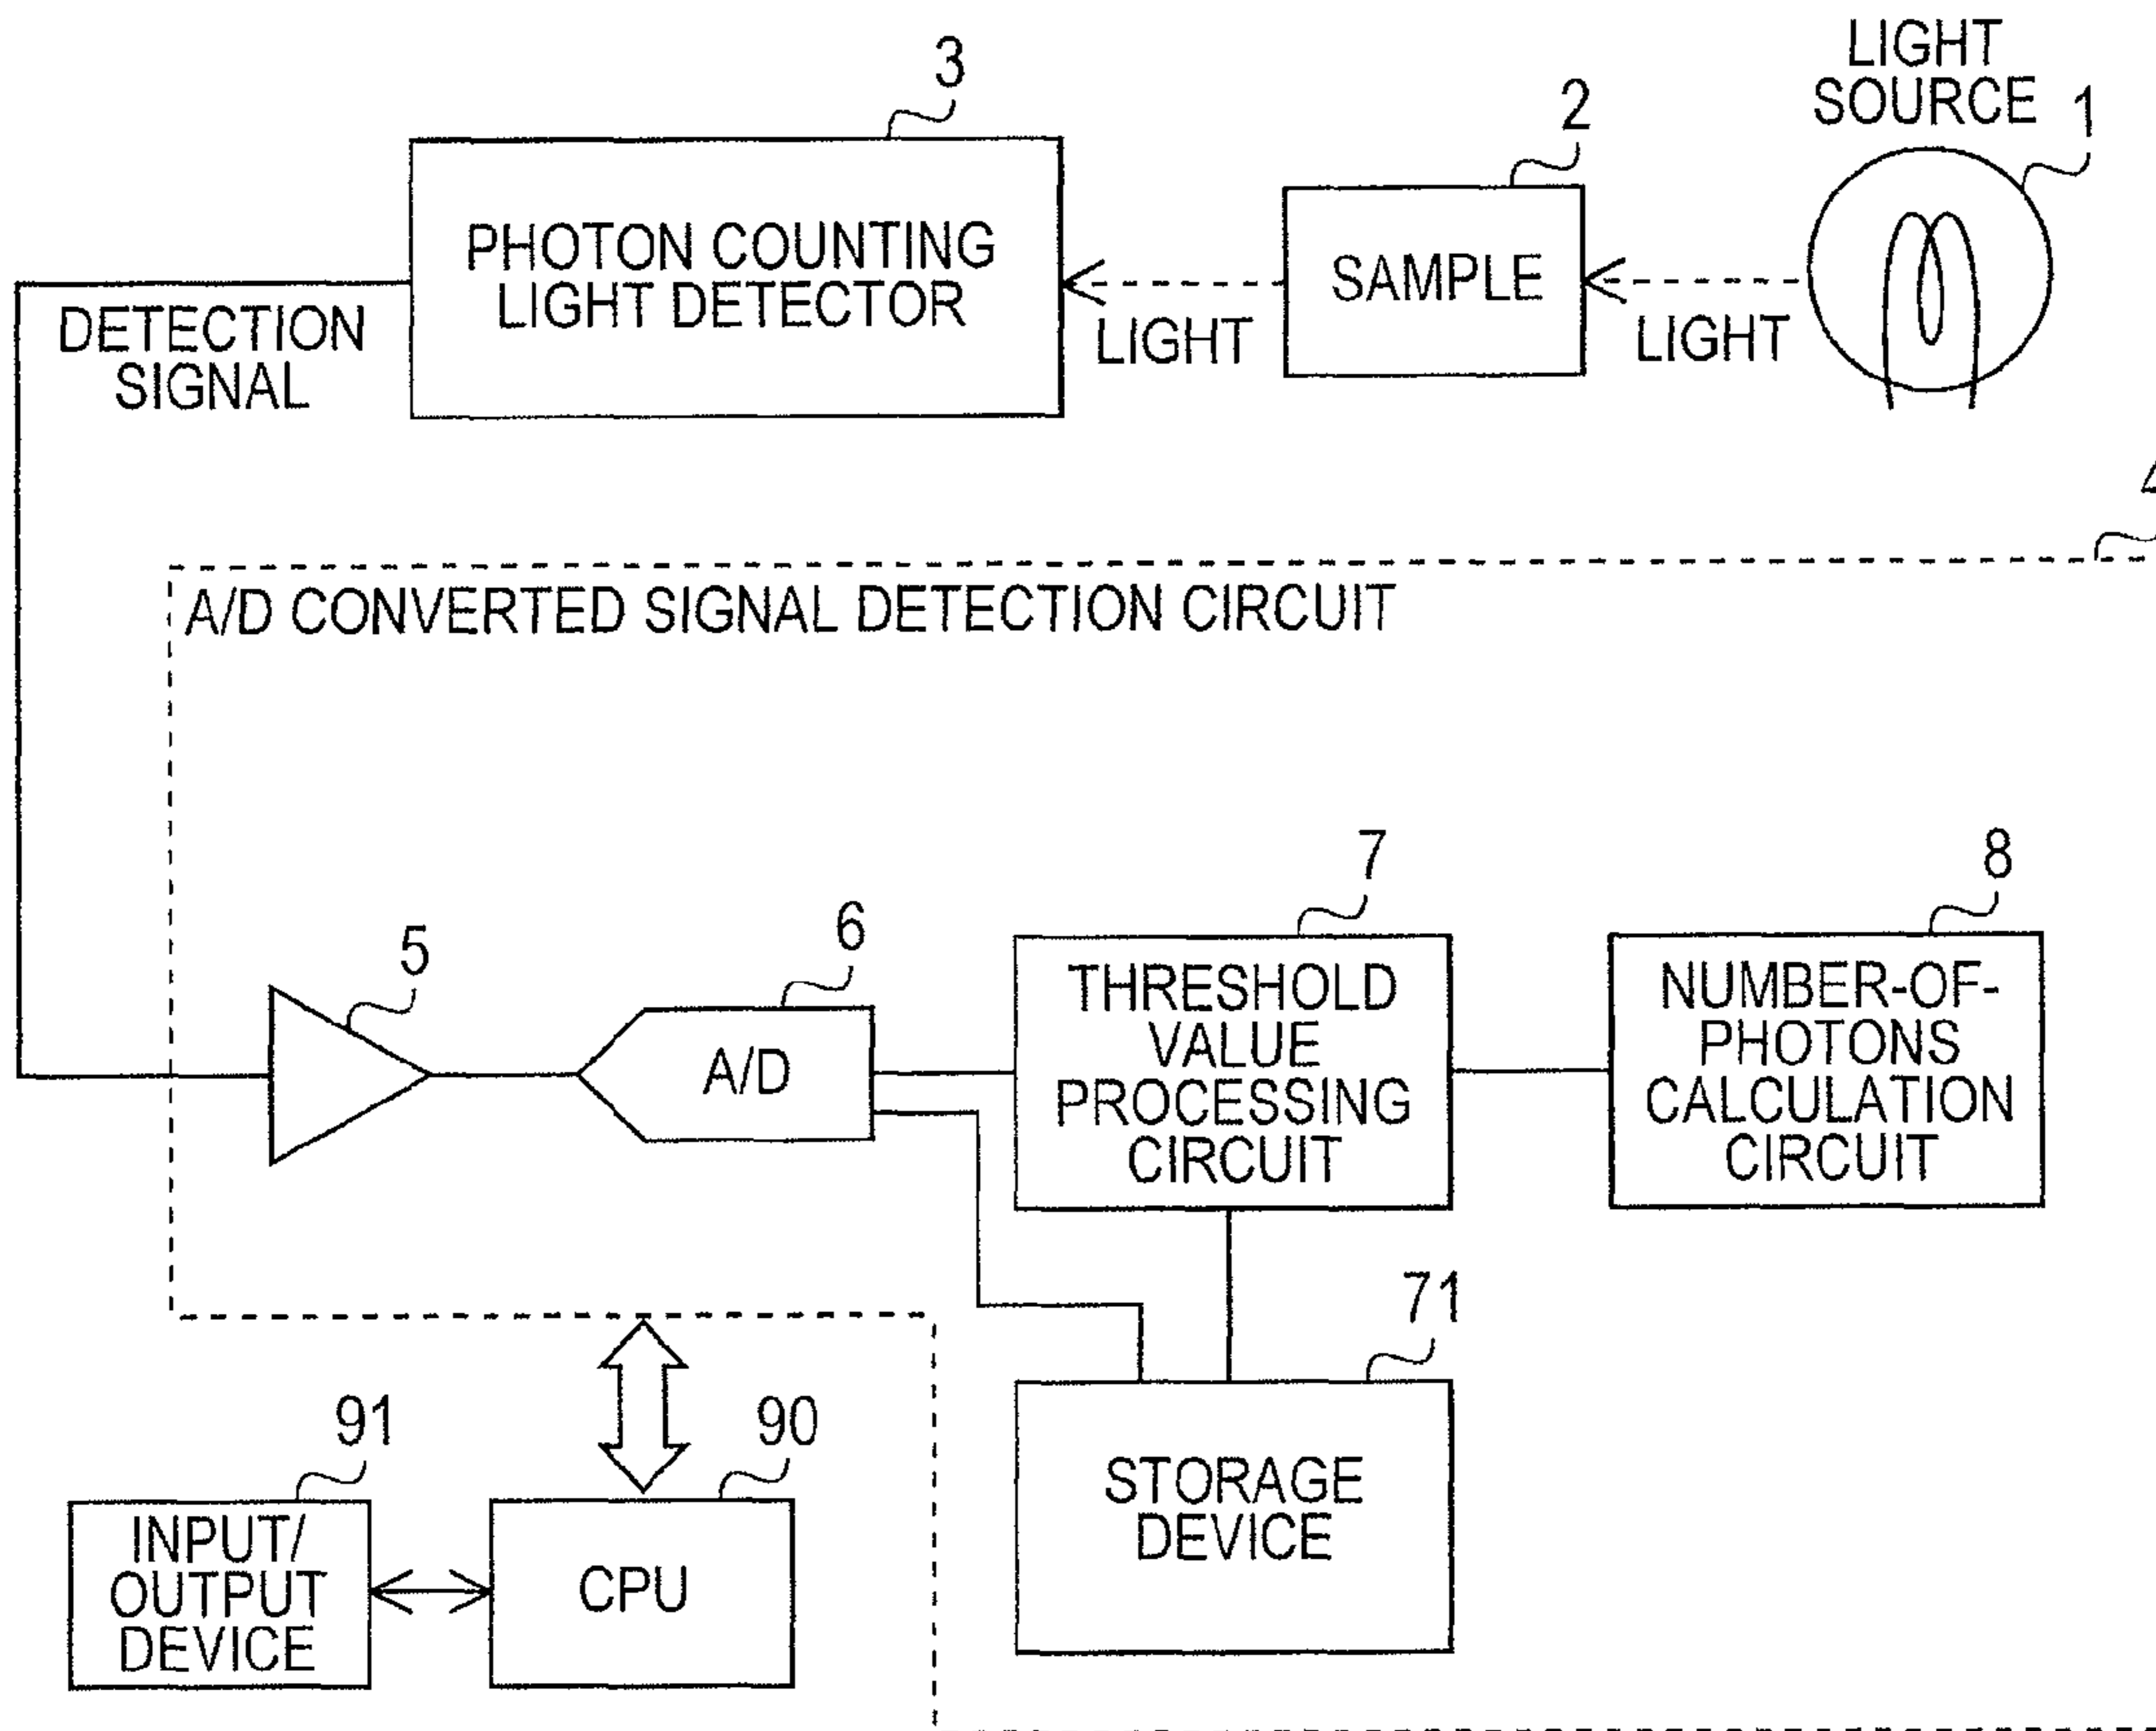 LIGHT
SOURCE
1
2
3
PHOTON COUNTING
LIGHT DETECTOR
SAMPLE
LIGHT
LIGHT
DETECTION
SIGNAL
4
A/D CONVERTED SIGNAL DETECTION CIRCUIT
5
6
A/D
7
THRESHOLD
VALUE
PROCESSING
CIRCUIT
8
NUMBER-OF-
PHOTONS
CALCULATION
CIRCUIT
71
STORAGE
DEVICE
91
INPUT/
OUTPUT
DEVICE
90
CPU